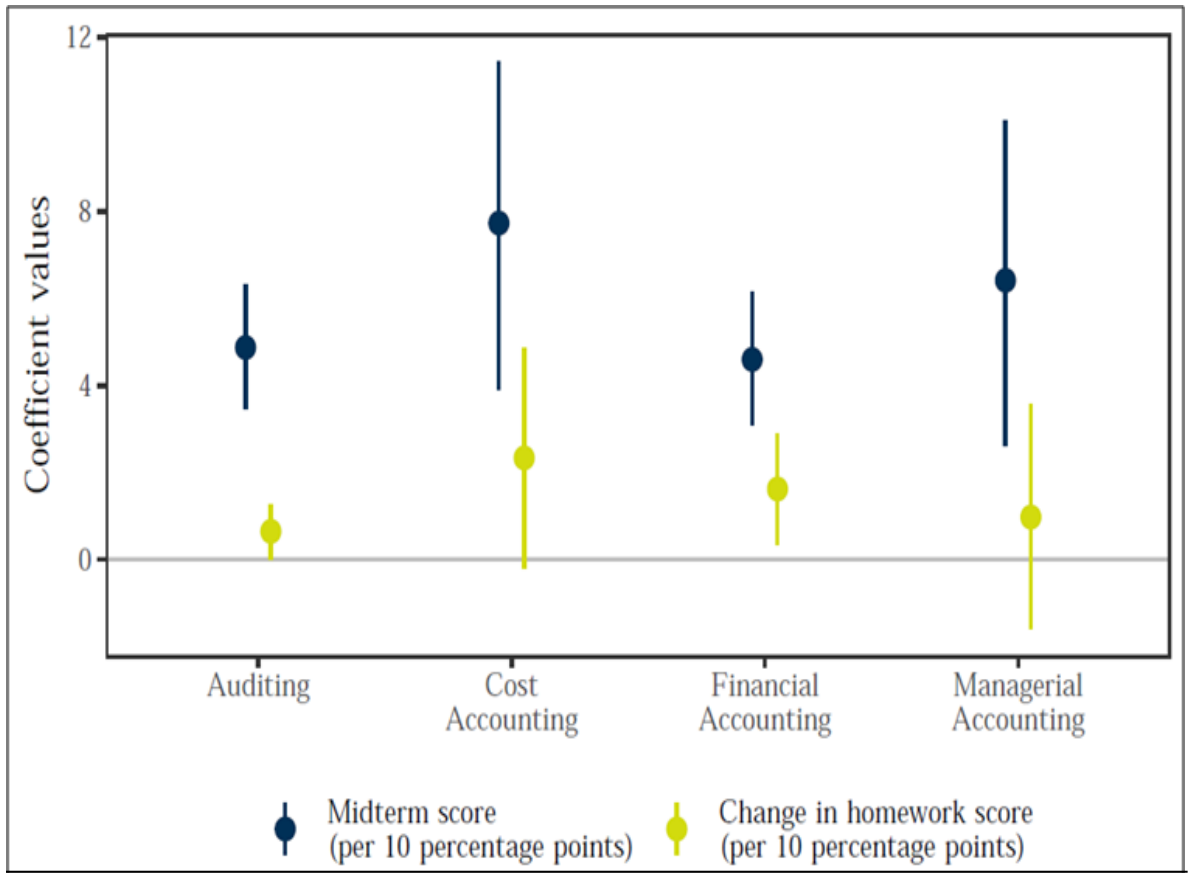 12
8
4
0
Coefficient values
Auditing
Cost
Accounting
Financial
Accounting
Managerial
Accounting
Midterm score
(per 10 percentage points)
Change in homework score
(per 10 percentage points)